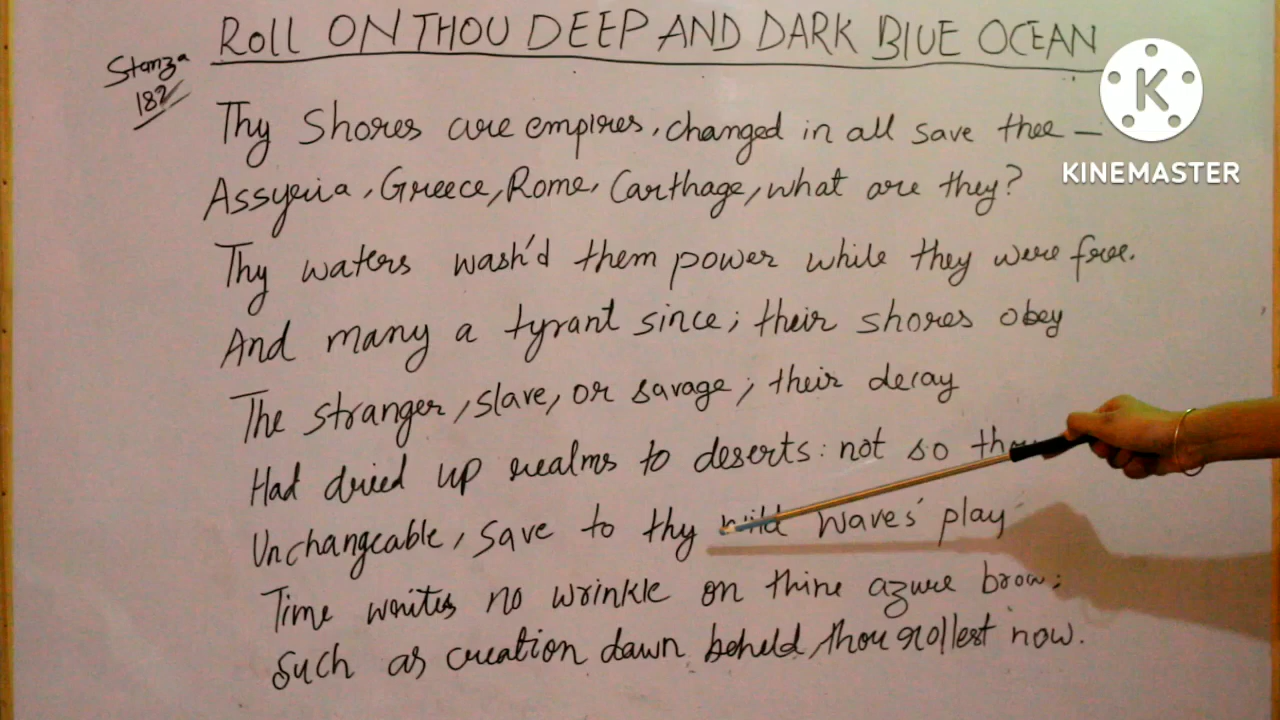 ROLL ON THOU DEEP AND DARK BLUE OCEAN
Stanza
182
Thy Shores are empires, changed in all save thee —
Assyria, Greece, Rome, Carthage, what are they?
Thy waters wash'd them power while they were free.
And many a tyrant since; their shores obey
The stranger, slave, or savage; their decay
Had dried up realms to deserts: not so
Unchangeable, save to thy wild waves' play
Time writes no wrinkle on thine azure brow:
Such as creation dawn beheld, thou rollest now.
K
KINEMASTER